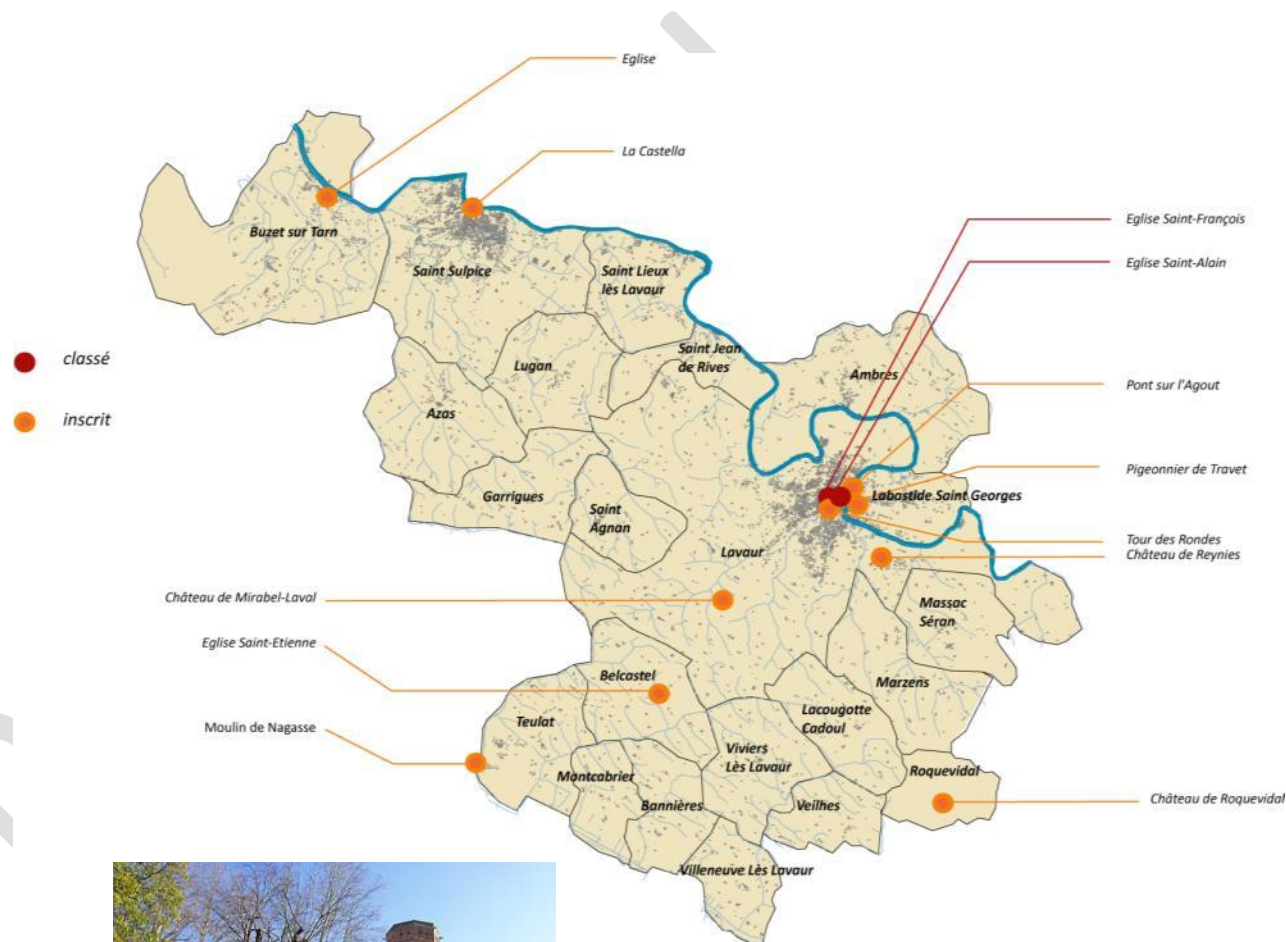 Eglise
La Castella
Eglise Saint-François
Buzet sur Tarn
Eglise Saint-Alain
Saint Sulpice
Saint Lieux
lès Lavaur
classé
Saint Jean
de Rives
Lugan
Ambres
Pont sur l'Agout
Azas
inscrit
Pigeonnier de Travet
Garrigues
Labastide Saint Georges
Saint
Agnan
Tour des Rondes
Lavaur
Château de Reynies
Château de Mirabel-Laval
Massac
Séran
Eglise Saint-Etienne
Belcastel
Marzens
Lacougotte
Cadoul
Teulat
Moulin de Nagasse
Viviers
Lès Lavaur
Montcabrier
Roquevidal
Bannières
Veilhes
Château de Roquevidal
Villeneuve Lès Lavaur